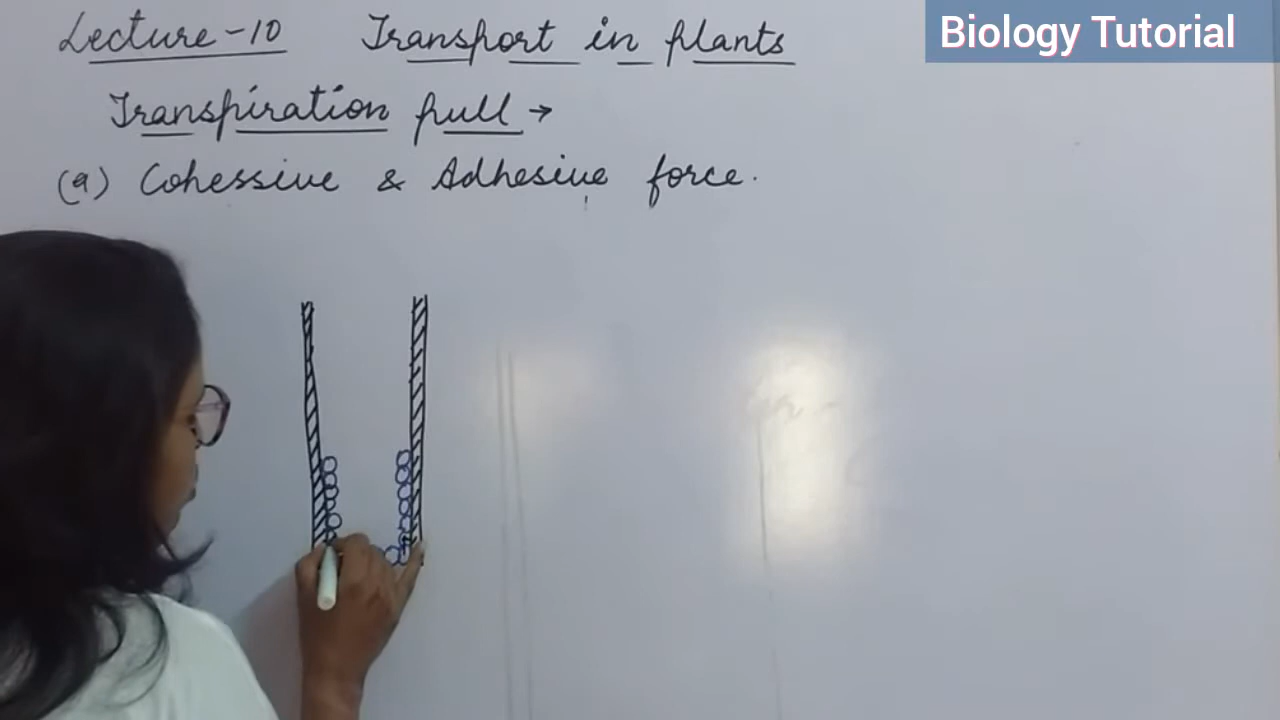 Lecture-10 Transport in plants
Biology Tutorial
Transpiration pull →
(a) Cohessive & Adhesive force.